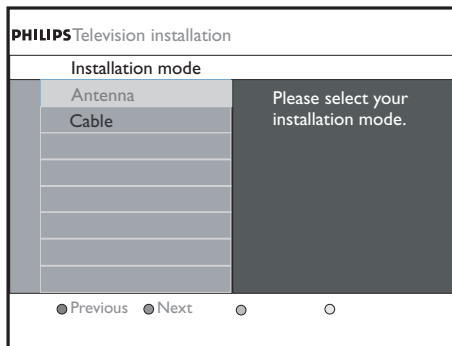 PHILIPS Television installation
Installation mode
Antenna
Cable
Please select your
installation mode.
Previous Next